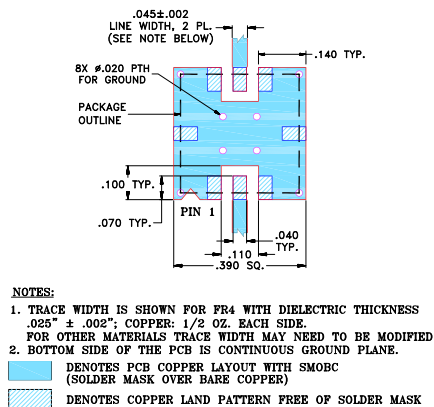 .045±.002
LINE WIDTH, 2 PL.
(SEE NOTE BELOW)
.140 TYP.
8X ø.020 PTH
FOR GROUND
PACKAGE
OUTLINE
.100 TYP.
.070 TYP.
PIN 1
.040
TYP.
.110
.390 SQ.
NOTES:
1. TRACE WIDTH IS SHOWN FOR FR4 WITH DIELECTRIC THICKNESS
.025" ± .002"; COPPER: 1/2 OZ. EACH SIDE.
FOR OTHER MATERIALS TRACE WIDTH MAY NEED TO BE MODIFIED
2. BOTTOM SIDE OF THE PCB IS CONTINUOUS GROUND PLANE.
DENOTES PCB COPPER LAYOUT WITH SMOBC
(SOLDER MASK OVER BARE COPPER)
DENOTES COPPER LAND PATTERN FREE OF SOLDER MASK